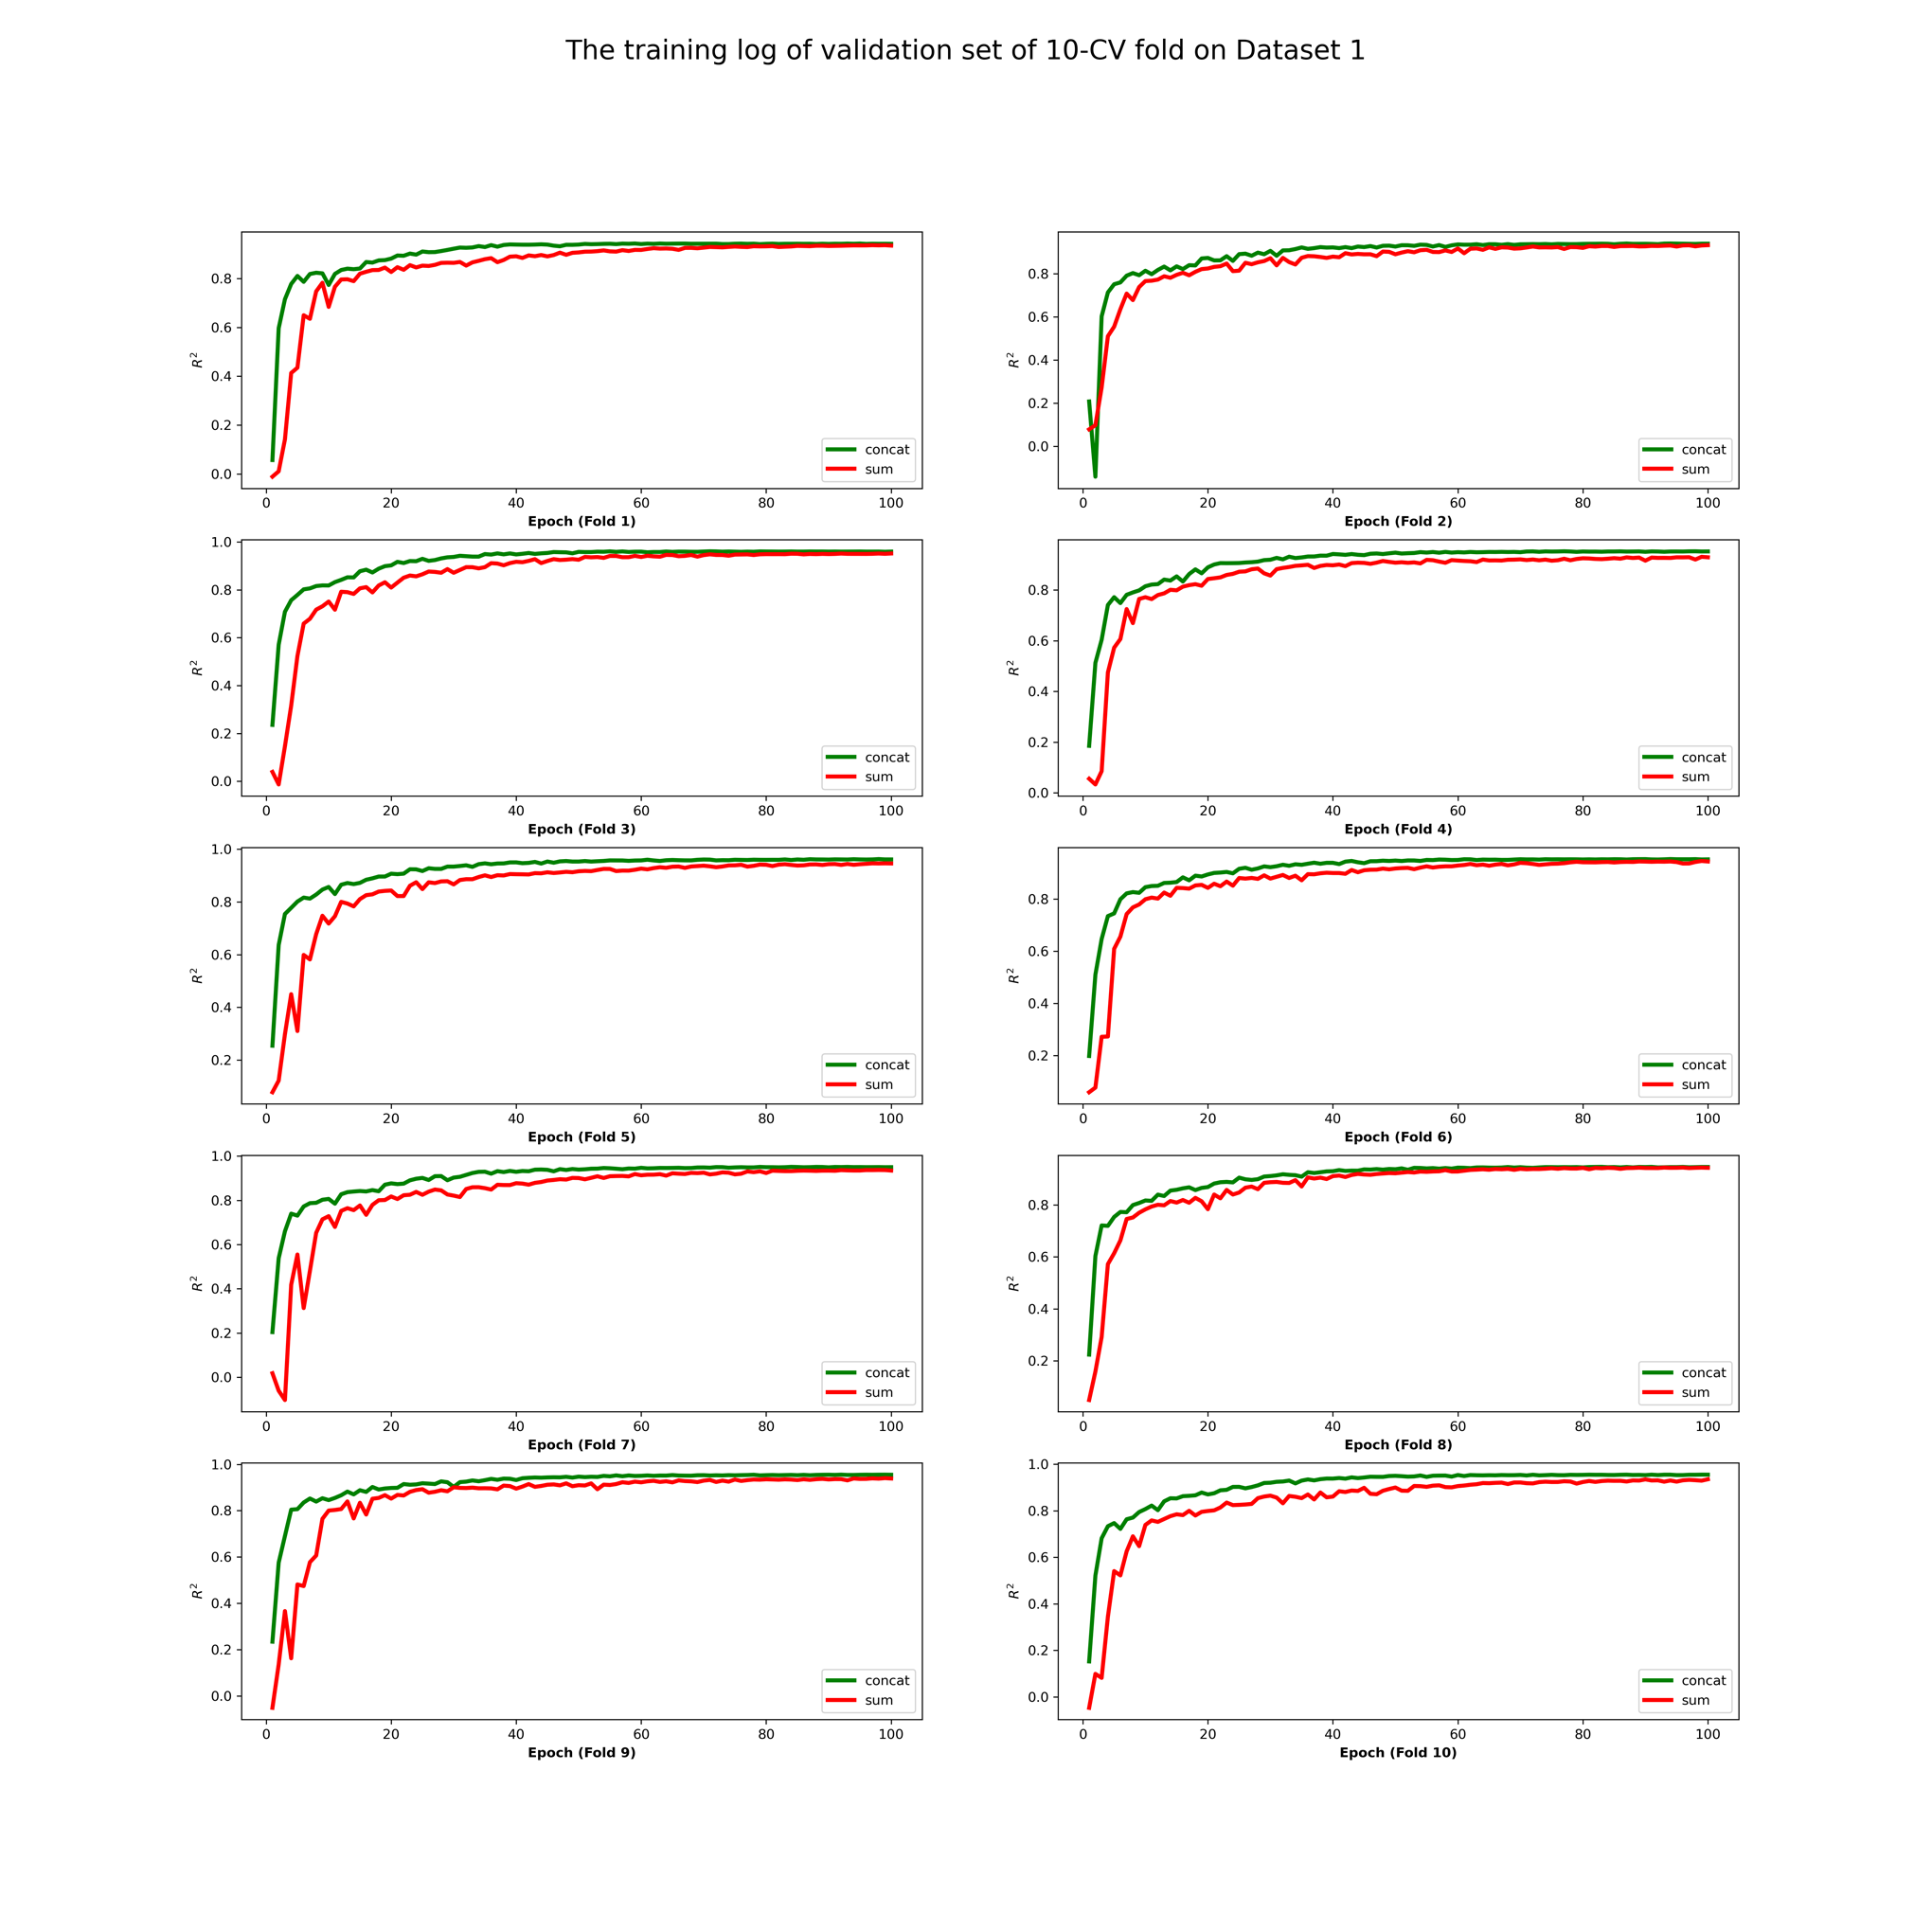 The training log of validation set of 10-CV fold on Dataset 1
R²
0.8
0.6
0.4
0.2
0.0
concat
sum
0 20 40 60 80 100
Epoch (Fold 1)
R²
0.8
0.6
0.4
0.2
0.0
concat
sum
0 20 40 60 80 100
Epoch (Fold 2)
R²
1.0
0.8
0.6
0.4
0.2
0.0
concat
sum
0 20 40 60 80 100
Epoch (Fold 3)
R²
0.8
0.6
0.4
0.2
0.0
concat
sum
0 20 40 60 80 100
Epoch (Fold 4)
R²
1.0
0.8
0.6
0.4
0.2
concat
sum
0 20 40 60 80 100
Epoch (Fold 5)
R²
0.8
0.6
0.4
0.2
concat
sum
0 20 40 60 80 100
Epoch (Fold 6)
R²
1.0
0.8
0.6
0.4
0.2
0.0
concat
sum
0 20 40 60 80 100
Epoch (Fold 7)
R²
0.8
0.6
0.4
0.2
concat
sum
0 20 40 60 80 100
Epoch (Fold 8)
R²
1.0
0.8
0.6
0.4
0.2
0.0
concat
sum
0 20 40 60 80 100
Epoch (Fold 9)
R²
1.0
0.8
0.6
0.4
0.2
0.0
concat
sum
0 20 40 60 80 100
Epoch (Fold 10)